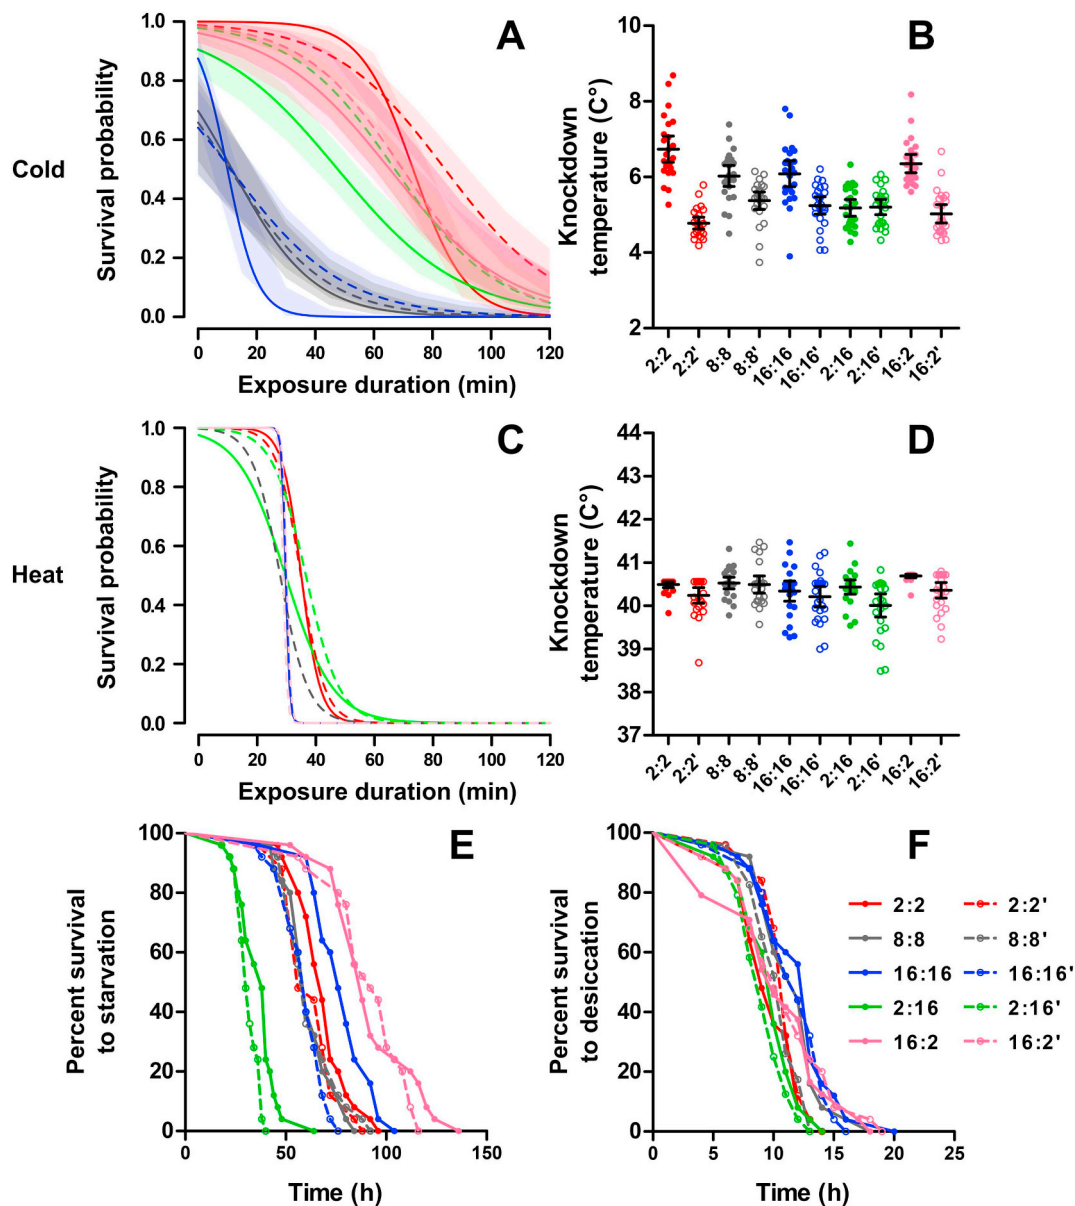 A
Cold
Survival probability
1.0
0.8
0.6
0.4
0.2
0.0
0 20 40 60 80 100 120
Exposure duration (min)
B
Knockdown
temperature (C°)
10
8
6
4
2
2:2 2:2' 8:8 8:8' 16:16 16:16' 2:16 2:16' 16:2 16:2'
C
Heat
Survival probability
1.0
0.8
0.6
0.4
0.2
0.0
0 20 40 60 80 100 120
Exposure duration (min)
D
Knockdown
temperature (C°)
44
43
42
41
40
39
38
37
2:2 2:2' 8:8 8:8' 16:16 16:16' 2:16 2:16' 16:2 16:2'
E
Percent survival
to starvation
100
80
60
40
20
0
0 50 100 150
Time (h)
F
Percent survival
to desiccation
100
80
60
40
20
0
0 5 10 15 20 25
Time (h)
2:2 2:2'
8:8 8:8'
16:16 16:16'
2:16 2:16'
16:2 16:2'